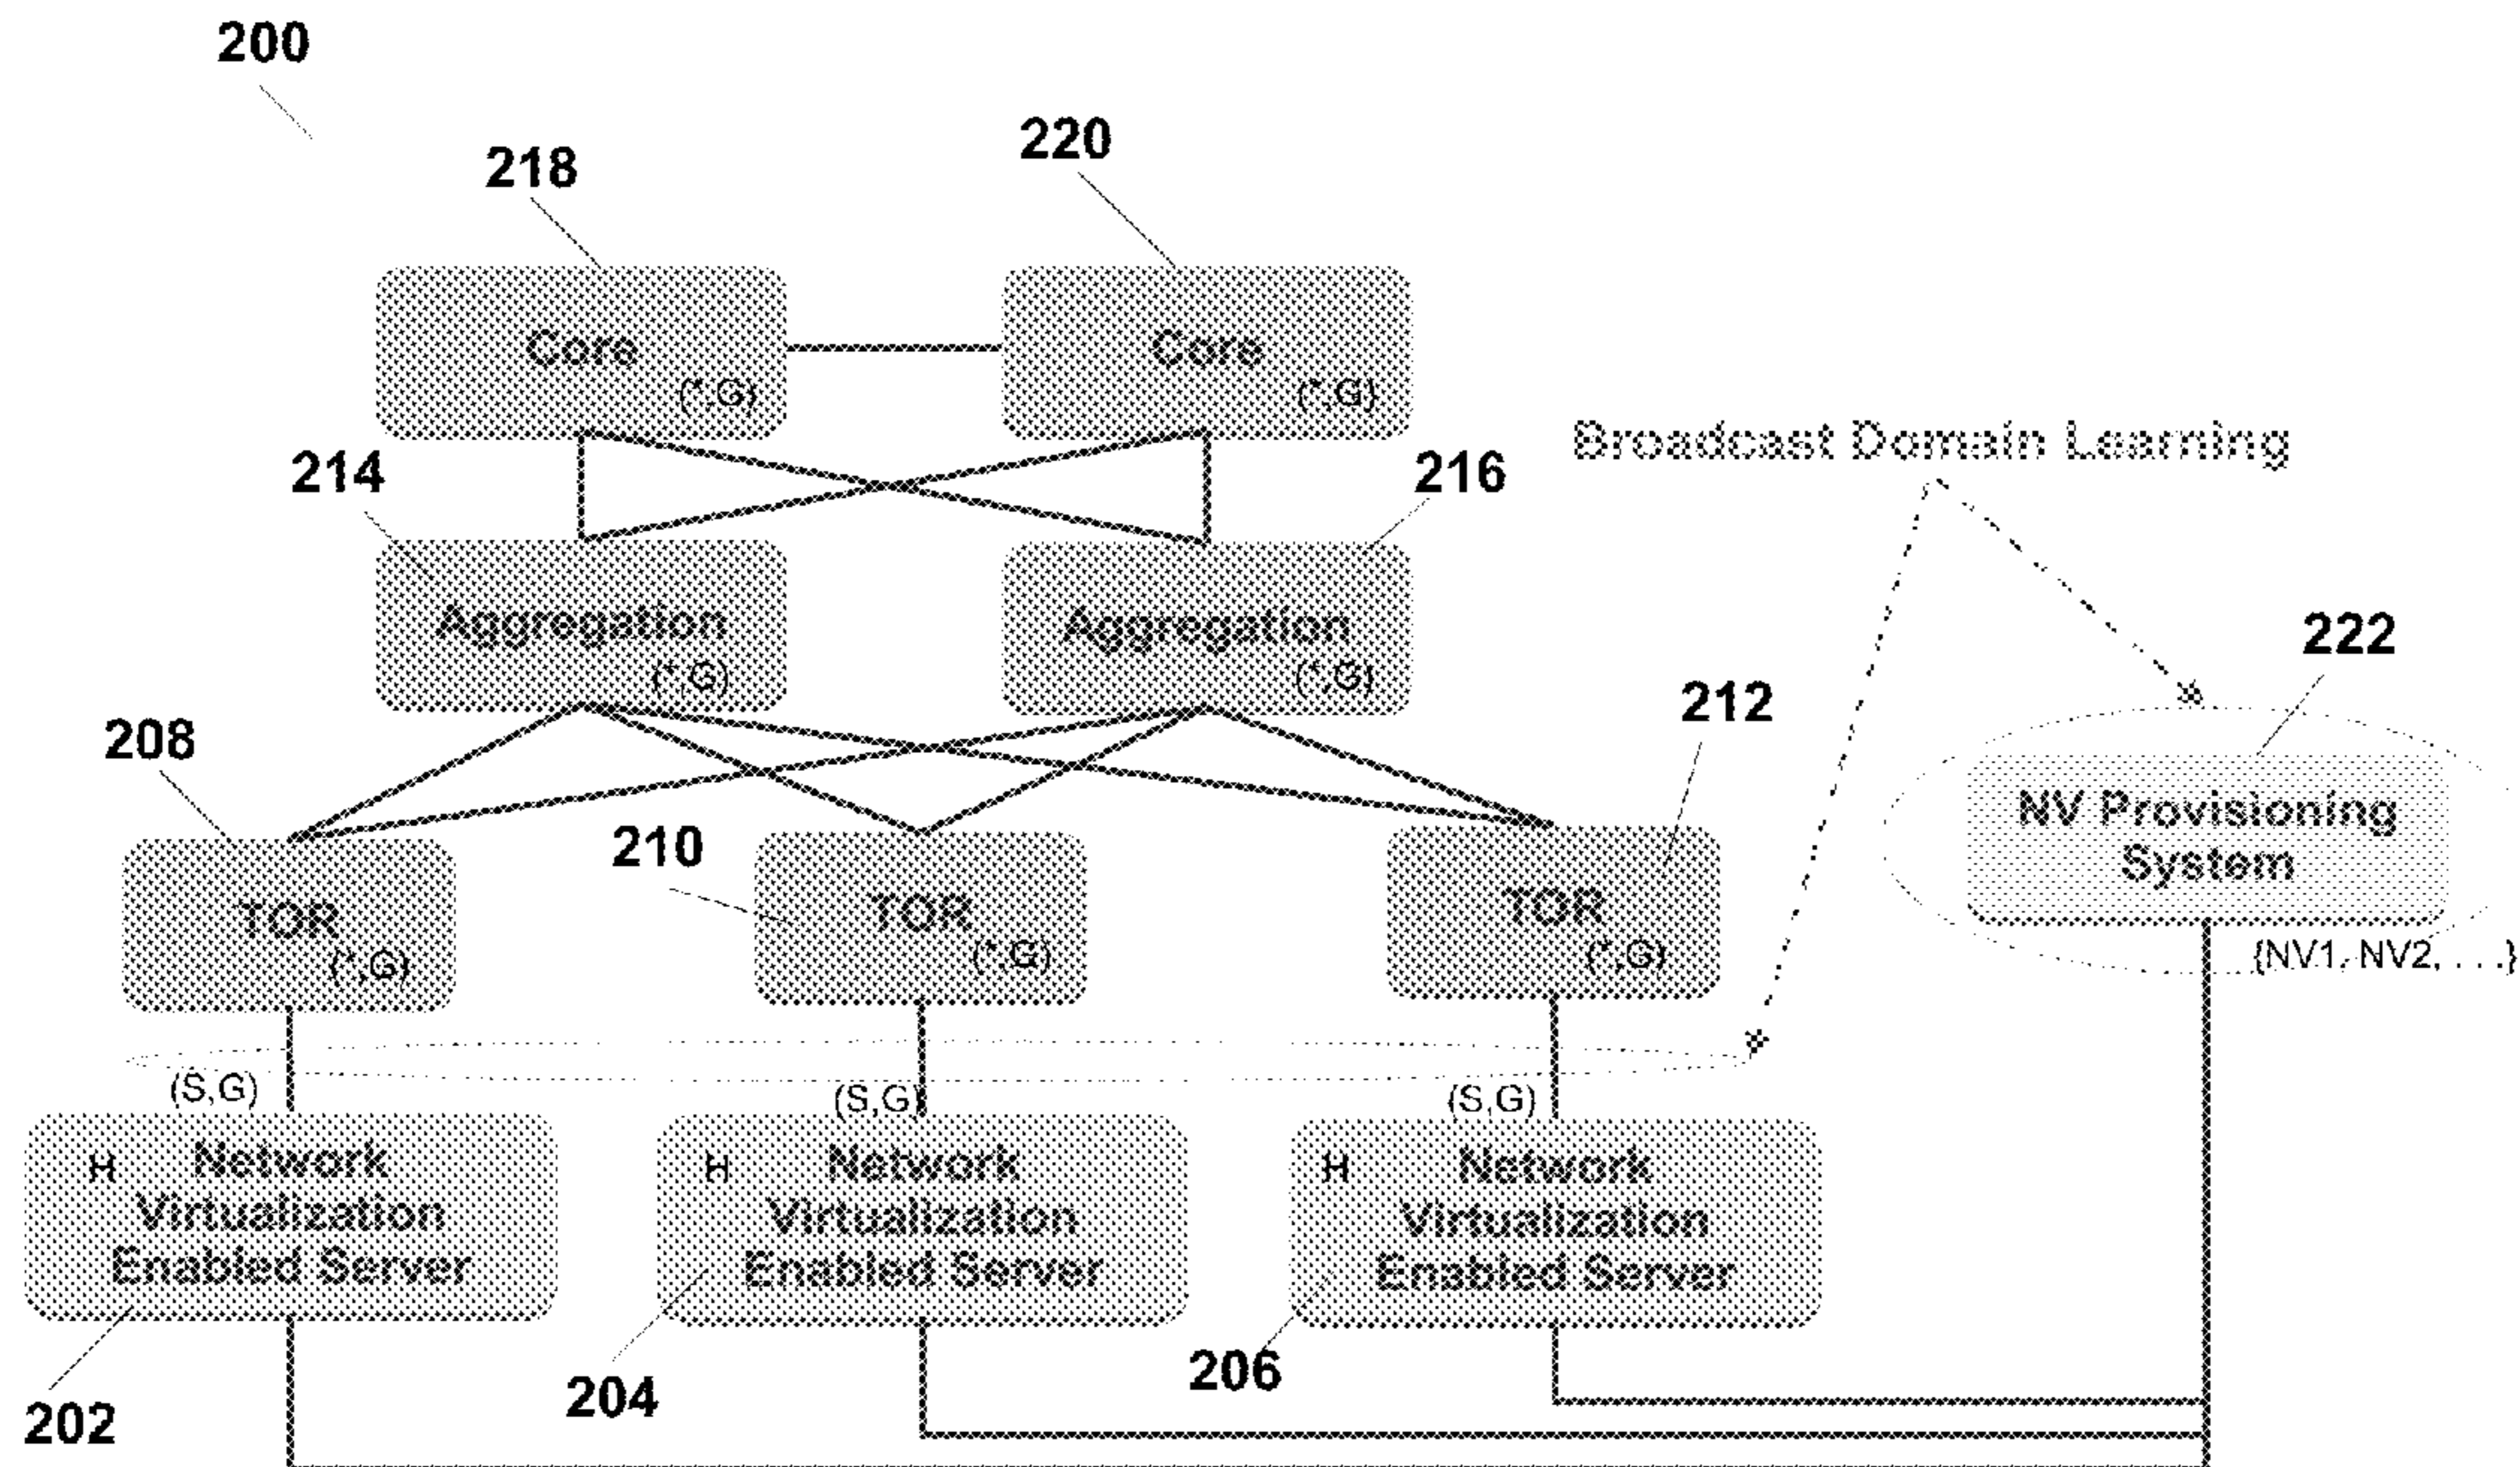 200
218
220
Core
(*,G)
Core
(*,G)
Broadcast Domain Learning
214
216
Aggregation
(*,G)
Aggregation
(*,G)
222
212
208
NV Provisioning
System
{NV1, NV2, . . .}
210
TOR
(*,G)
TOR
(*,G)
TOR
(*,G)
(S,G)
(S,G)
(S,G)
H
Network
Virtualization
Enabled Server
H
Network
Virtualization
Enabled Server
H
Network
Virtualization
Enabled Server
202
204
206